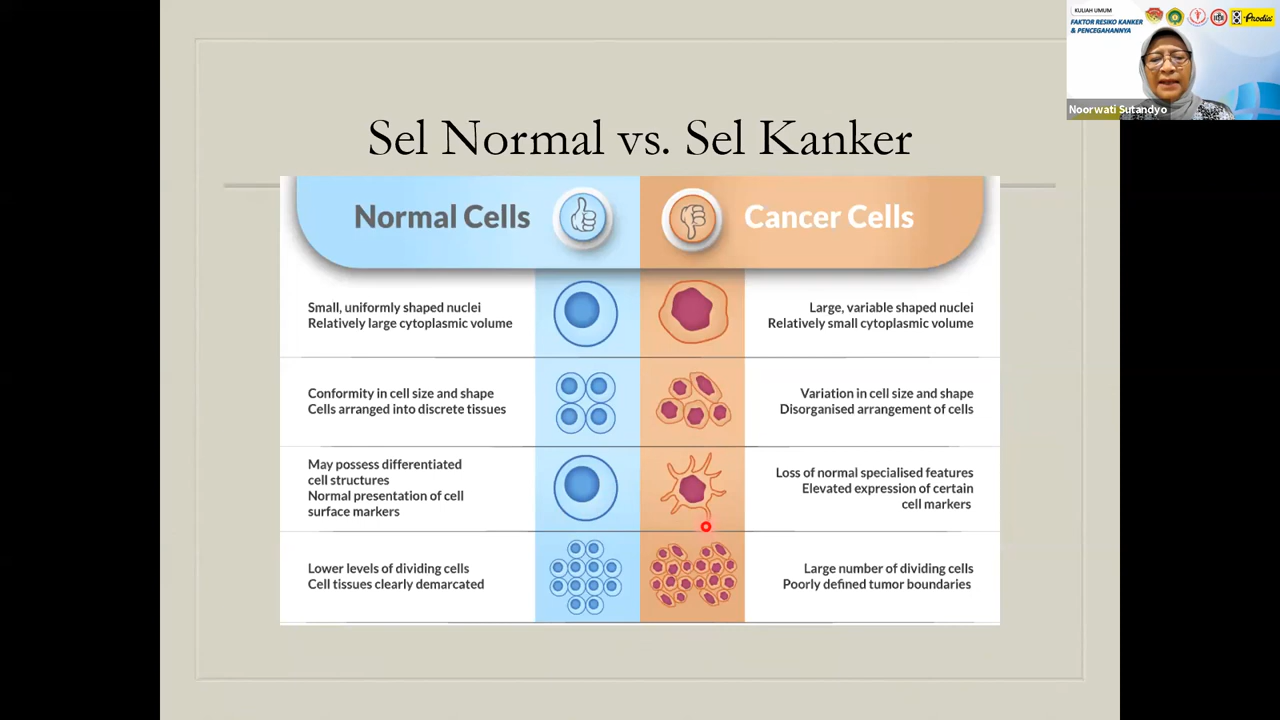 KULIAH UMUM
FAKTOR RESIKO KANKER
& PENCEGAHANNYA
Prodia
Noorwati Sutandyo
Sel Normal vs. Sel Kanker
Normal Cells
Cancer Cells
Small, uniformly shaped nuclei
Relatively large cytoplasmic volume
Large, variable shaped nuclei
Relatively small cytoplasmic volume
Conformity in cell size and shape
Cells arranged into discrete tissues
Variation in cell size and shape
Disorganised arrangement of cells
May possess differentiated
cell structures
Normal presentation of cell
surface markers
Loss of normal specialised features
Elevated expression of certain
cell markers
Lower levels of dividing cells
Cell tissues clearly demarcated
Large number of dividing cells
Poorly defined tumor boundaries